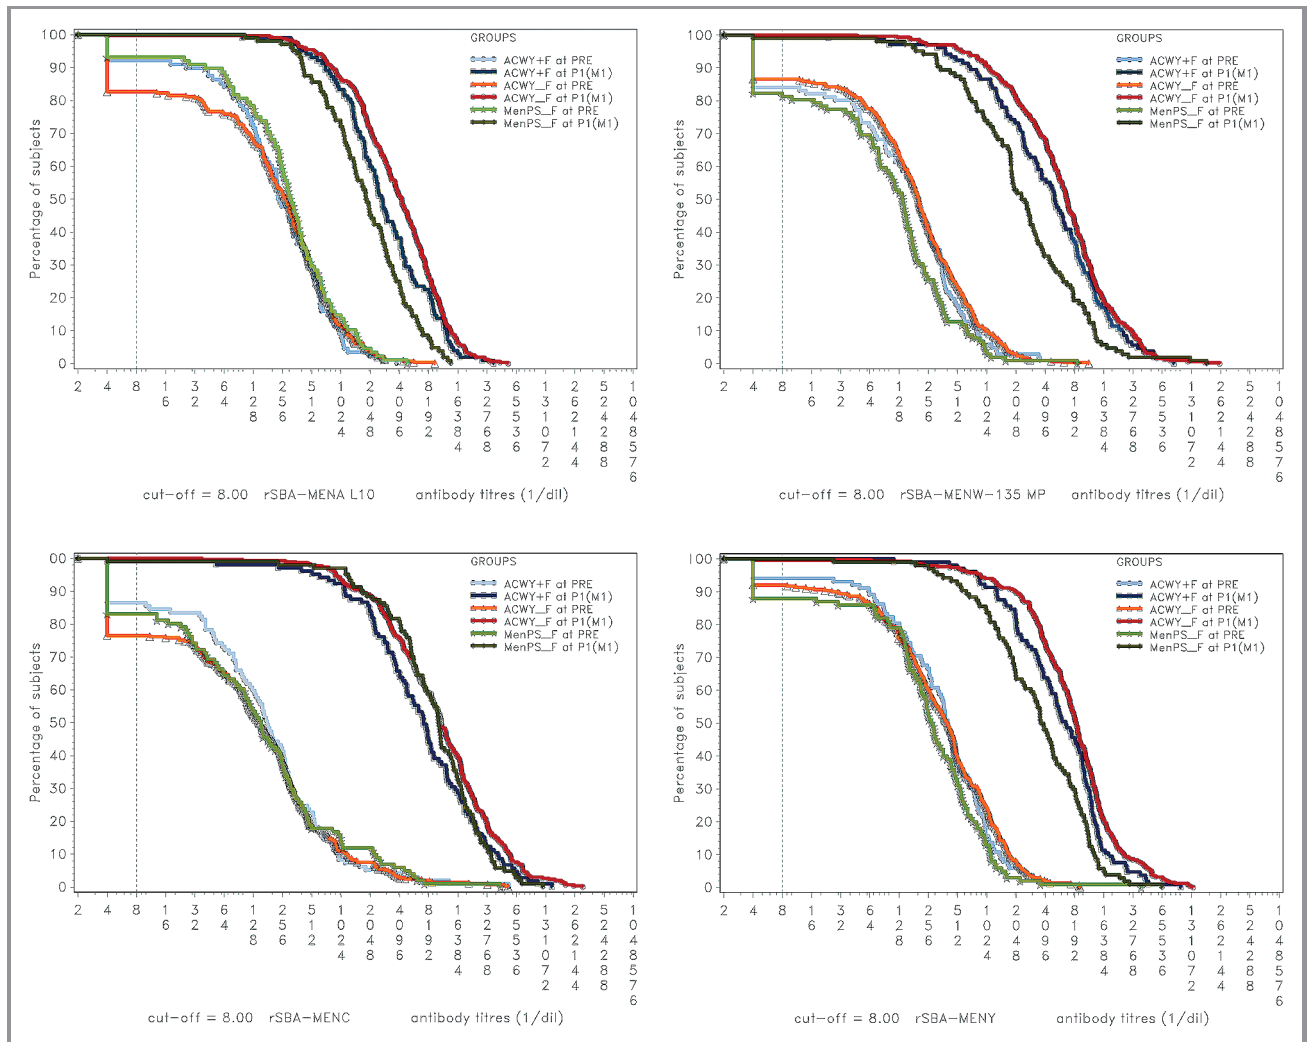 GROUPS
ACWY+F at PRE
ACWY+F at P1(M1)
ACWY_F at PRE
ACWY_F at P1(M1)
MenPS_F at PRE
MenPS_F at P1(M1)
Percentage of subjects
100
90
80
70
60
50
40
30
20
10
0
2 4 8 16 32 64 128 256 512 1024 2048 4096 8192 16384 32768 65536 131072 262144 524288 1048576
cut-off = 8.00 rSBA-MENA L10 antibody titres (1/dil)
GROUPS
ACWY+F at PRE
ACWY+F at P1(M1)
ACWY_F at PRE
ACWY_F at P1(M1)
MenPS_F at PRE
MenPS_F at P1(M1)
Percentage of subjects
100
90
80
70
60
50
40
30
20
10
0
2 4 8 16 32 64 128 256 512 1024 2048 4096 8192 16384 32768 65536 131072 262144 524288 1048576
cut-off = 8.00 rSBA-MENW-135 MP antibody titres (1/dil)
GROUPS
ACWY+F at PRE
ACWY+F at P1(M1)
ACWY_F at PRE
ACWY_F at P1(M1)
MenPS_F at PRE
MenPS_F at P1(M1)
Percentage of subjects
00
90
80
70
60
50
40
30
20
10
0
2 4 8 16 32 64 128 256 512 1024 2048 4096 8192 16384 32768 65536 131072 262144 524288 1048576
cut-off = 8.00 rSBA-MENC antibody titres (1/dil)
GROUPS
ACWY+F at PRE
ACWY+F at P1(M1)
ACWY_F at PRE
ACWY_F at P1(M1)
MenPS_F at PRE
MenPS_F at P1(M1)
Percentage of subjects
100
90
80
70
60
50
40
30
20
10
0
2 4 8 16 32 64 128 256 512 1024 2048 4096 8192 16384 32768 65536 131072 262144 524288 1048576
cut-off = 8.00 rSBA-MENY antibody titres (1/dil)